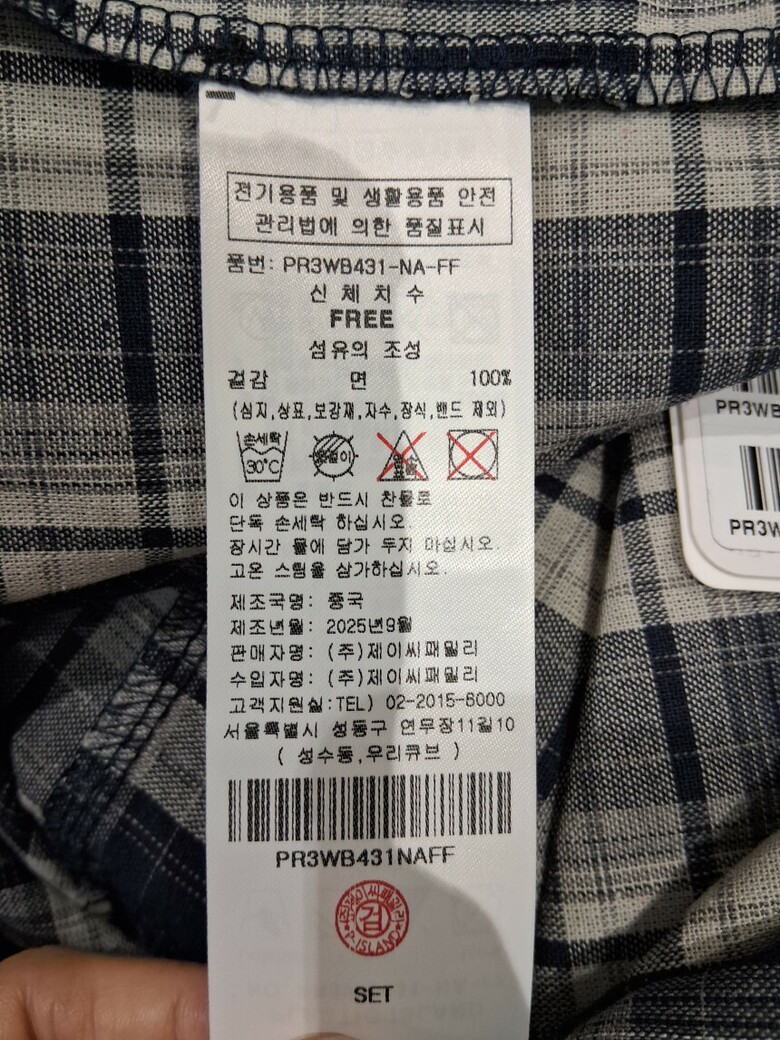 전기용품 및 생활용품 안전
관리법에 의한 품질표시
품번: PR3WB431-NA-FF
신 체 치 수
FREE
섬유의 조성
겉감 면 100%
(심지,상표,보강재,자수,장식,밴드 제외)
손세탁
30℃
이 상품은 반드시 찬물로
단독 손세탁 하십시오.
장시간 물에 담가 두지 마십시오.
고온 스팀을 삼가하십시오.
제조국명: 중국
제조년월: 2025년9월
판매자명: (주)제이씨패밀리
수입자명: (주)제이씨패밀리
고객지원실:TEL) 02-2015-6000
서울특별시 성동구 연무장11길10
( 성수동,우리큐브 )
PR3WB431NAFF
검
P-ISLAND
SET
PR3WB
PR3W